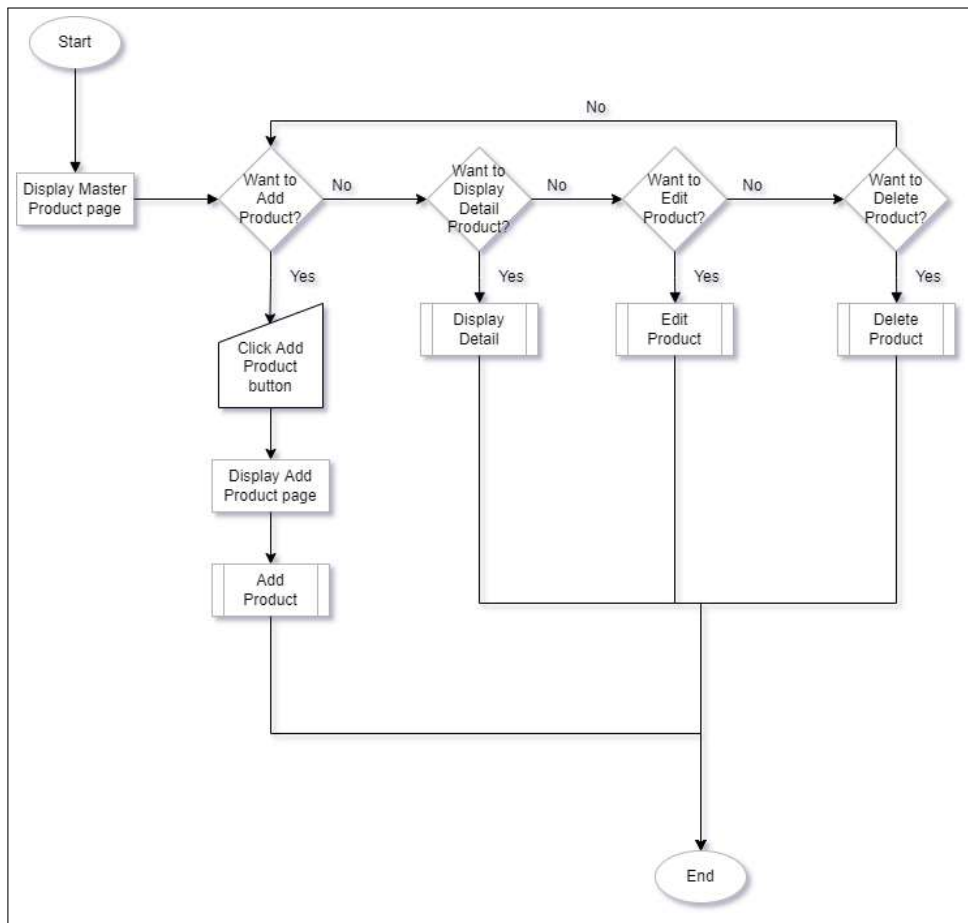 Start
No
Display Master
Product page
Want to
Add
Product?
No
Want to
Display
Detail
Product?
No
Want to
Edit
Product?
No
Want to
Delete
Product?
Yes
Yes
Yes
Yes
Click Add
Product
button
Display
Detail
Edit
Product
Delete
Product
Display Add
Product page
Add
Product
End